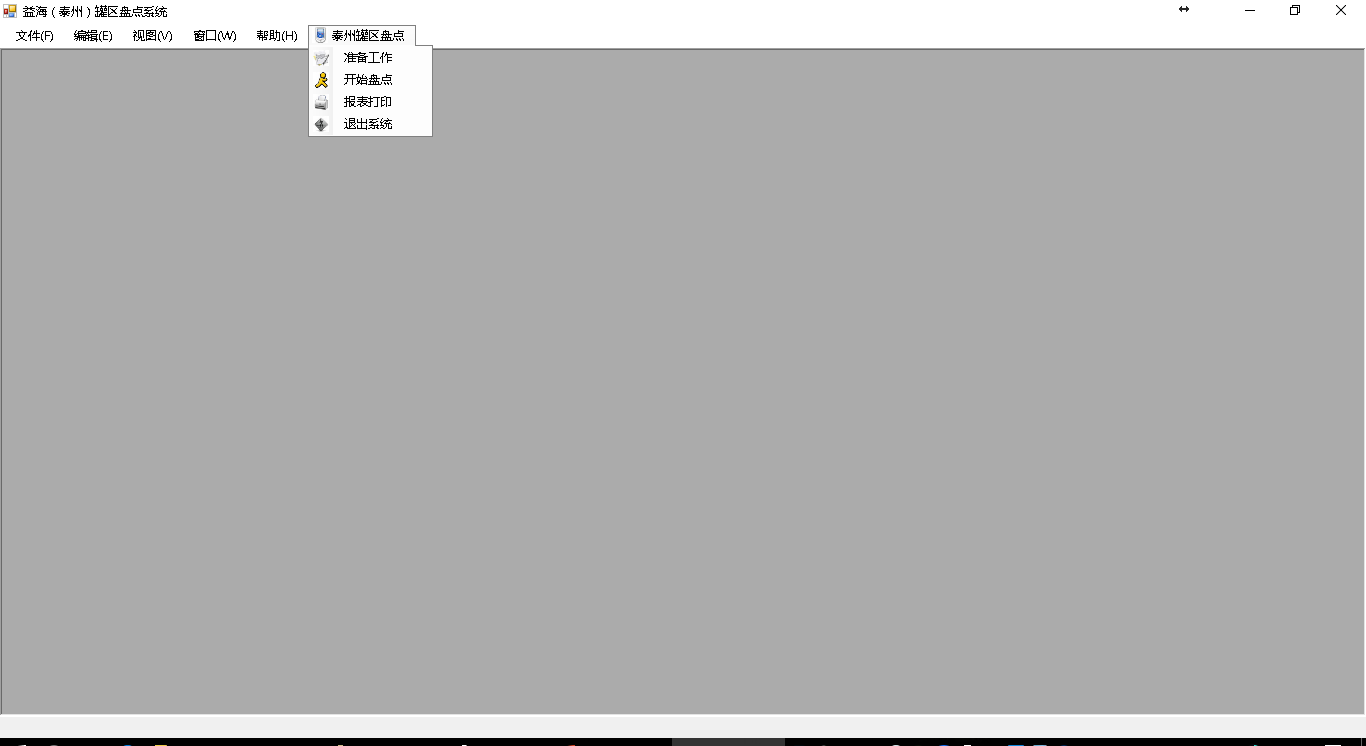 益海（泰州）罐区盘点系统
文件(F) 编辑(E) 视图(V) 窗口(W) 帮助(H) 泰州罐区盘点
准备工作
开始盘点
报表打印
退出系统